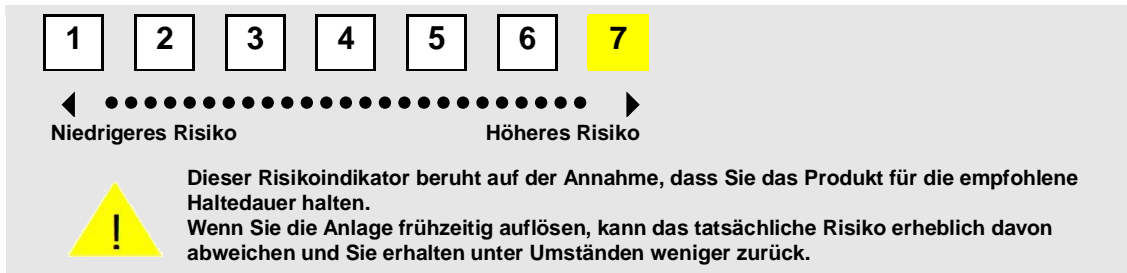 1 2 3 4 5 6 7
Niedrigeres Risiko Höheres Risiko
Dieser Risikoindikator beruht auf der Annahme, dass Sie das Produkt für die empfohlene
Haltedauer halten.
Wenn Sie die Anlage frühzeitig auflösen, kann das tatsächliche Risiko erheblich davon
abweichen und Sie erhalten unter Umständen weniger zurück.
!